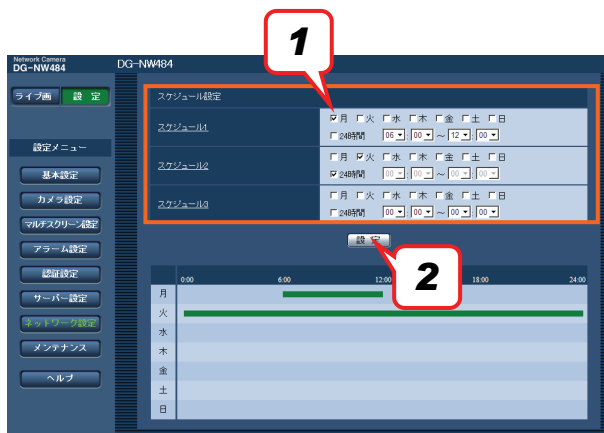 1
Network Camera
DG-NW484
DG-NW484
ライブ画 設 定
設定メニュー
基本設定
カメラ設定
マルチスクリーン設定
アラーム設定
認証設定
サーバー設定
ネットワーク設定
メンテナンス
ヘルプ
スケジュール設定
スケジュール1
月 火 水 木 金 土 日
24時間 06 : 00 ～ 12 : 00
スケジュール2
月 火 水 木 金 土 日
24時間 00 : 00 ～ 00 : 00
スケジュール3
月 火 水 木 金 土 日
24時間 00 : 00 ～ 00 : 00
設 定
2
0:00 6:00 12:00 18:00 24:00
月
火
水
木
金
土
日